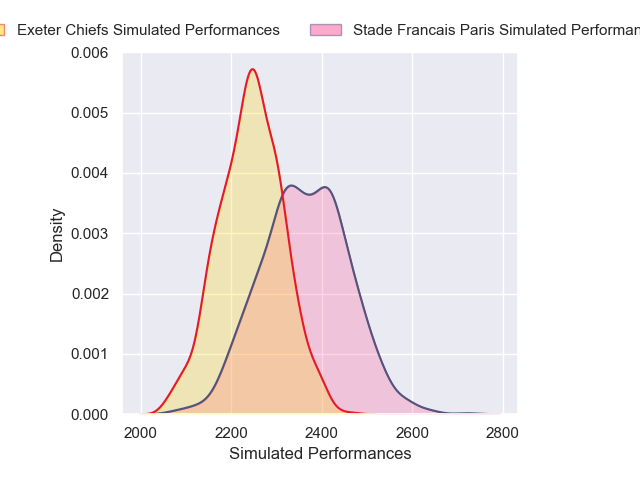 Exeter Chiefs Simulated Performances
Stade Francais Paris Simulated
0.006
0.005
0.004
0.003
0.002
0.001
0.000
Density
2000 2200 2400 2600 2800
Simulated Performances